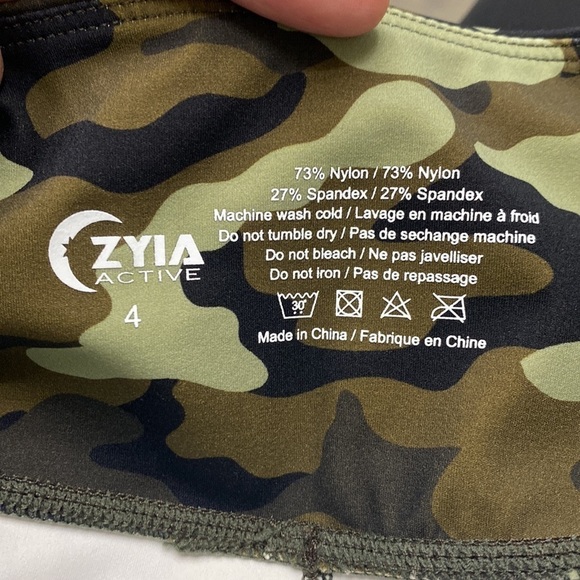 73% Nylon / 73% Nylon
27% Spandex / 27% Spandex
Machine wash cold / Lavage en machine à froid
Do not tumble dry / Pas de sechange machine
Do not bleach / Ne pas javelliser
Do not iron / Pas de repassage
30°
Made in China / Fabrique en Chine
ZYIA
ACTIVE
4